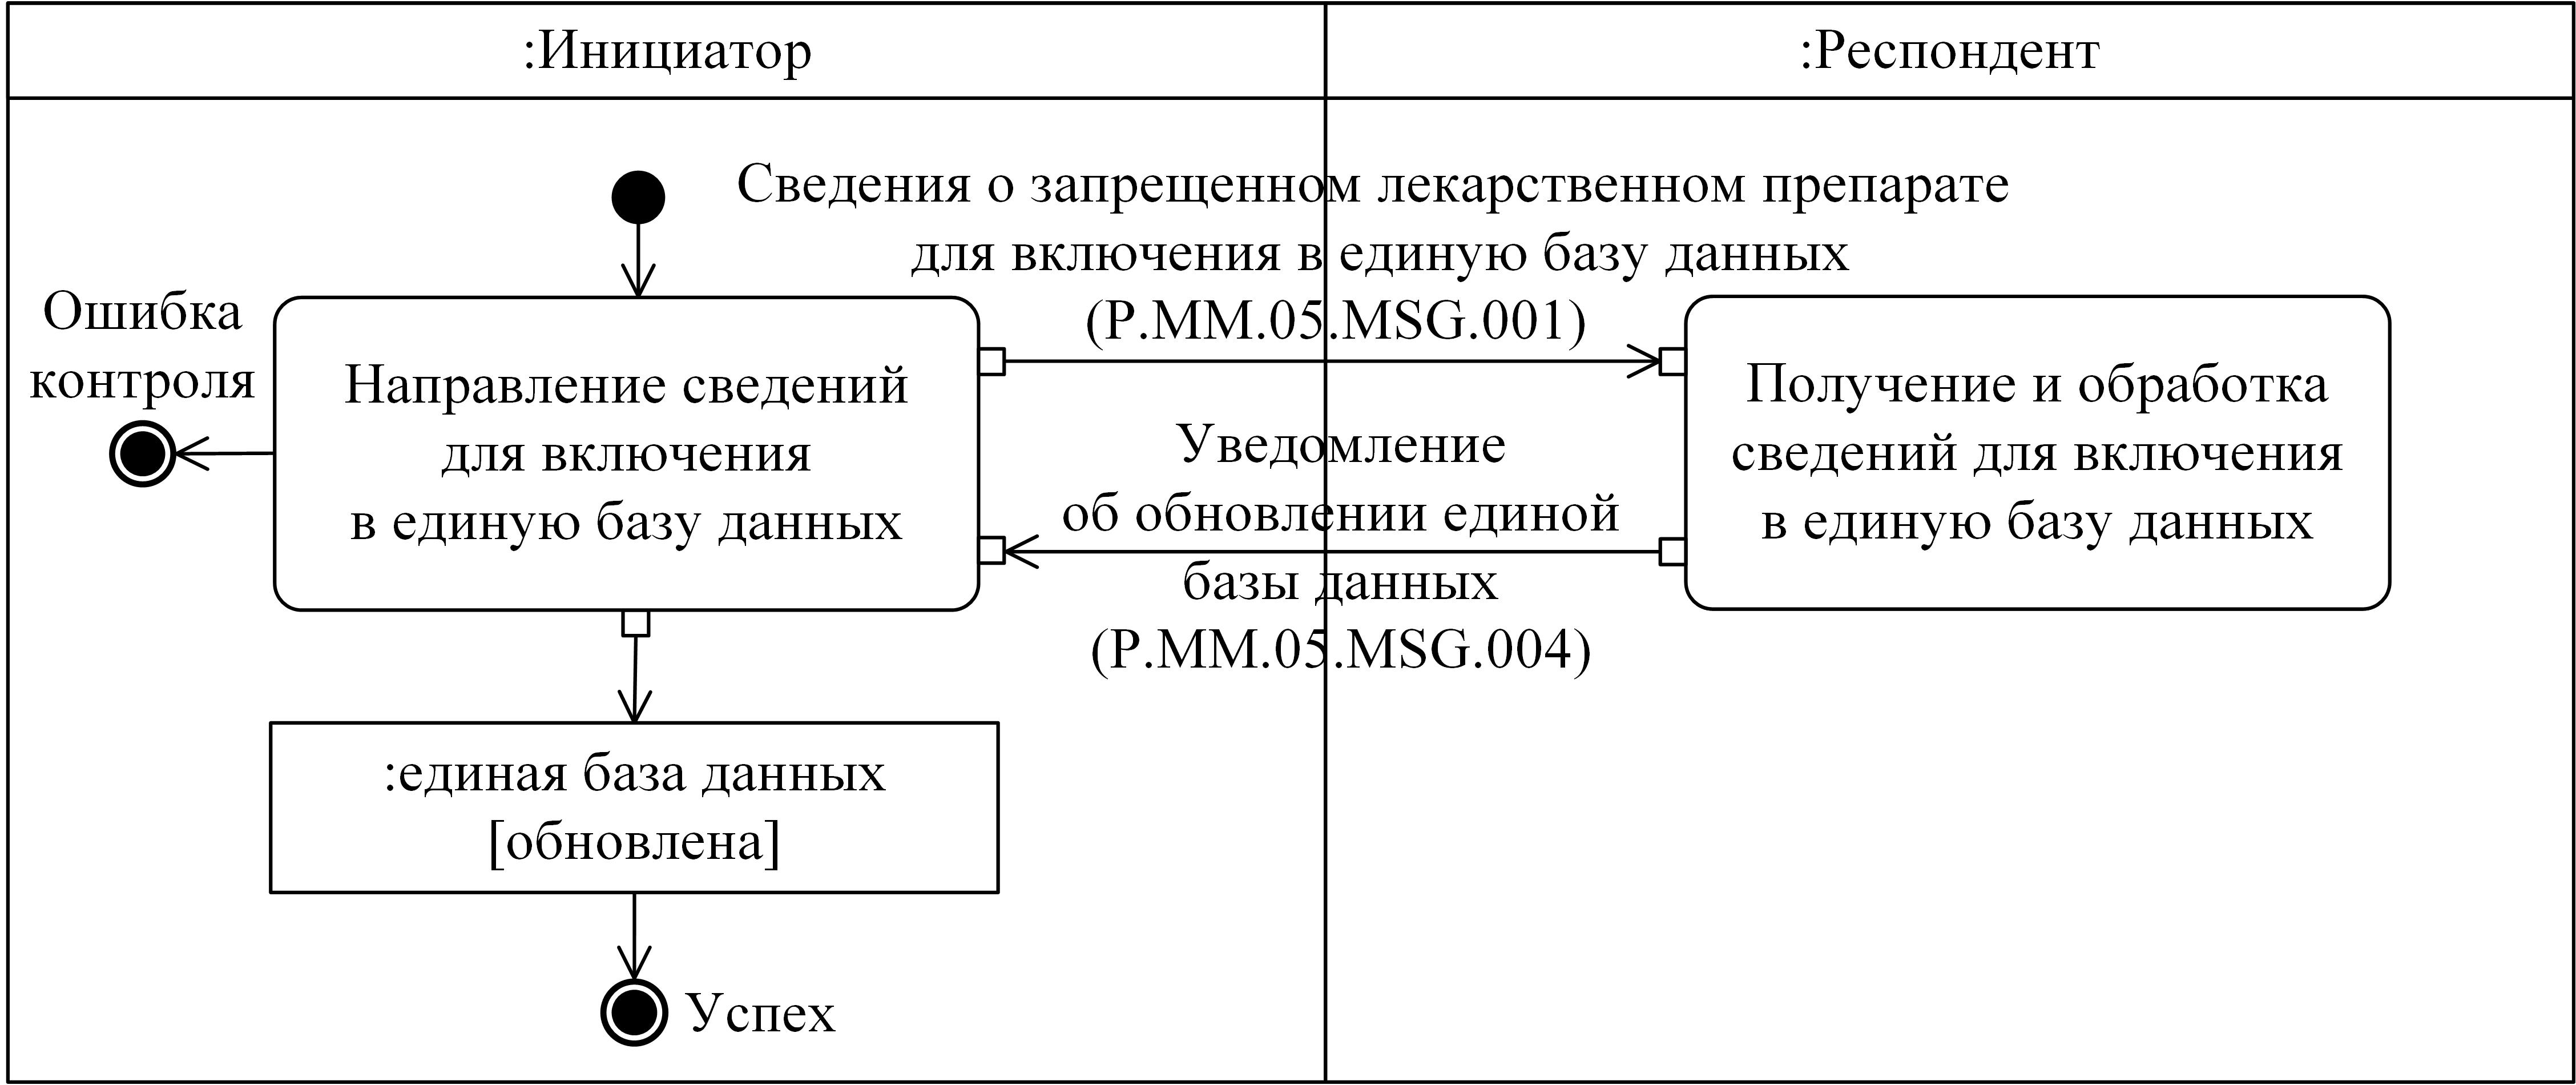 :Инициатор
:Респондент
Сведения о запрещенном лекарственном препарате
для включения в единую базу данных
(P.MM.05.MSG.001)
Ошибка
контроля
Направление сведений
для включения
в единую базу данных
Уведомление
об обновлении единой
базы данных
(P.MM.05.MSG.004)
Получение и обработка
сведений для включения
в единую базу данных
:единая база данных
[обновлена]
Успех